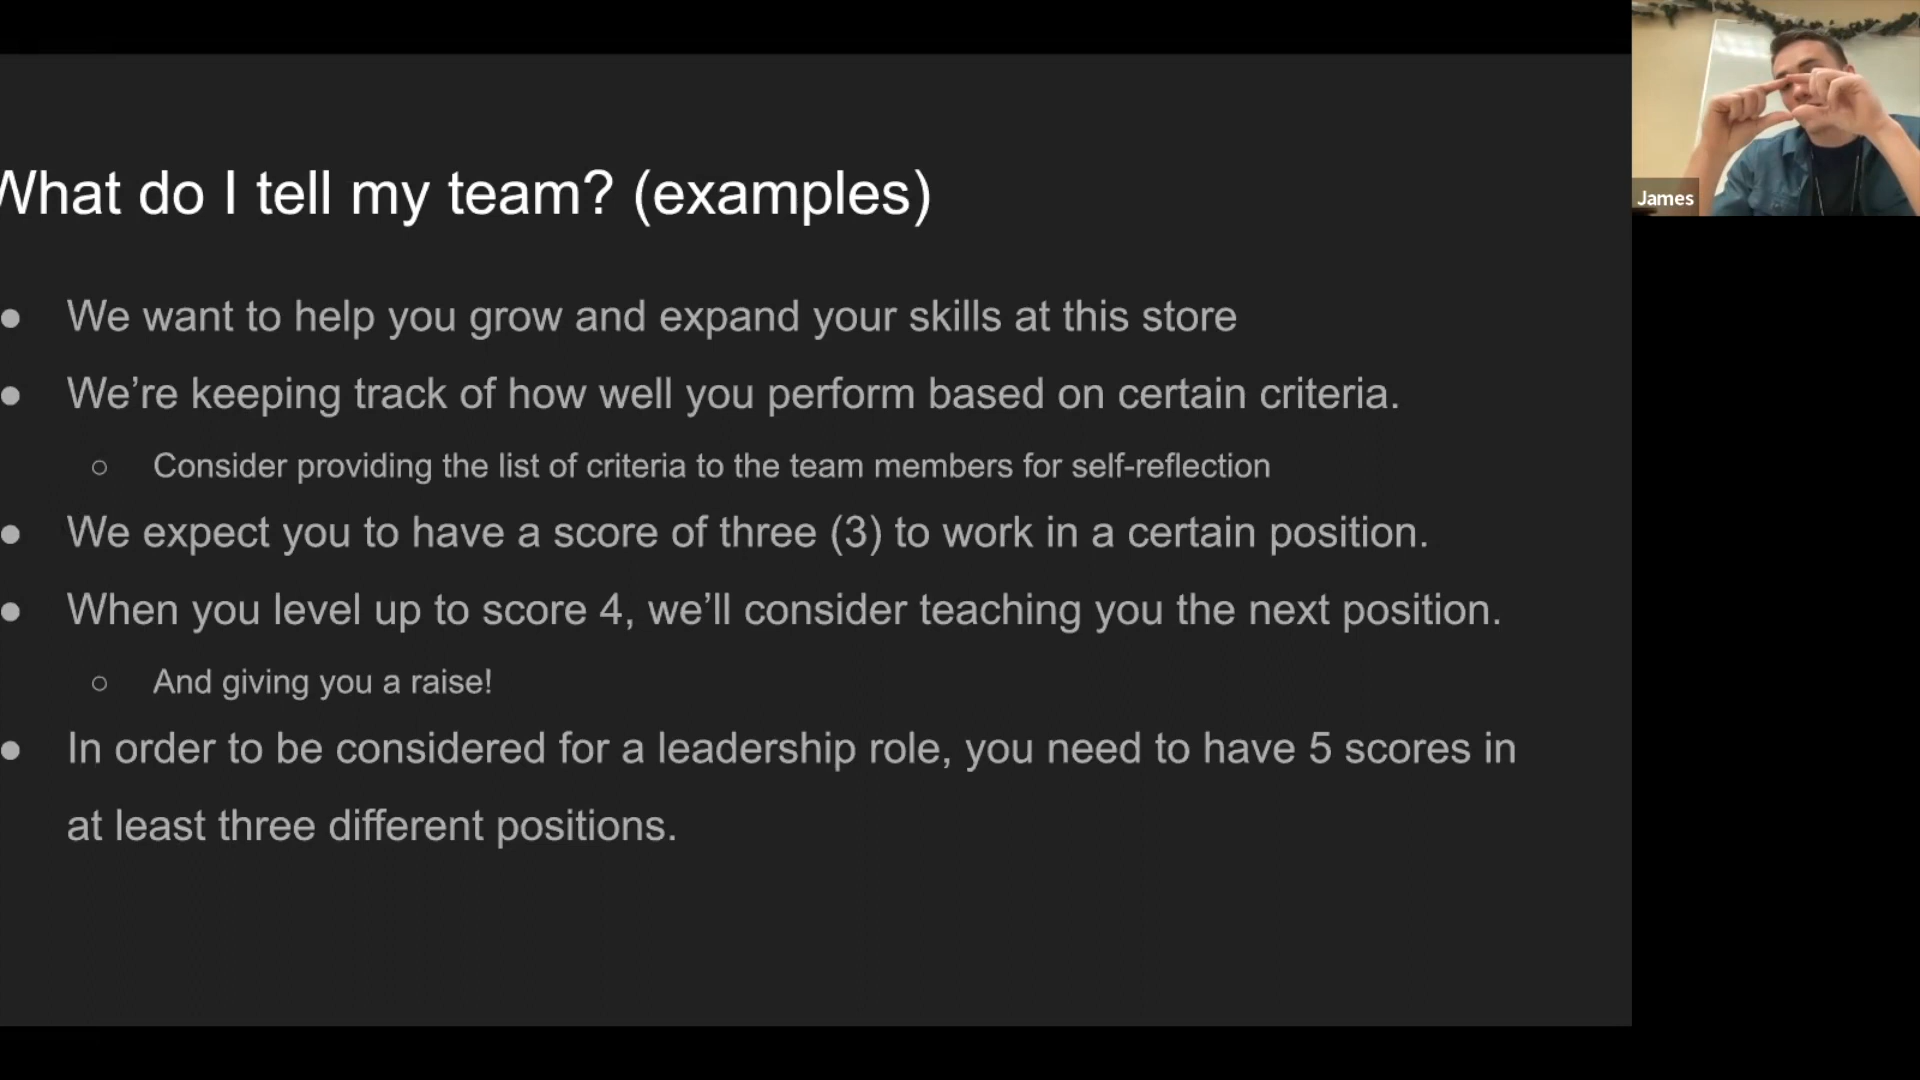 What do I tell my team? (examples)
● We want to help you grow and expand your skills at this store
● We’re keeping track of how well you perform based on certain criteria.
○ Consider providing the list of criteria to the team members for self-reflection
● We expect you to have a score of three (3) to work in a certain position.
● When you level up to score 4, we’ll consider teaching you the next position.
○ And giving you a raise!
● In order to be considered for a leadership role, you need to have 5 scores in
at least three different positions.
James